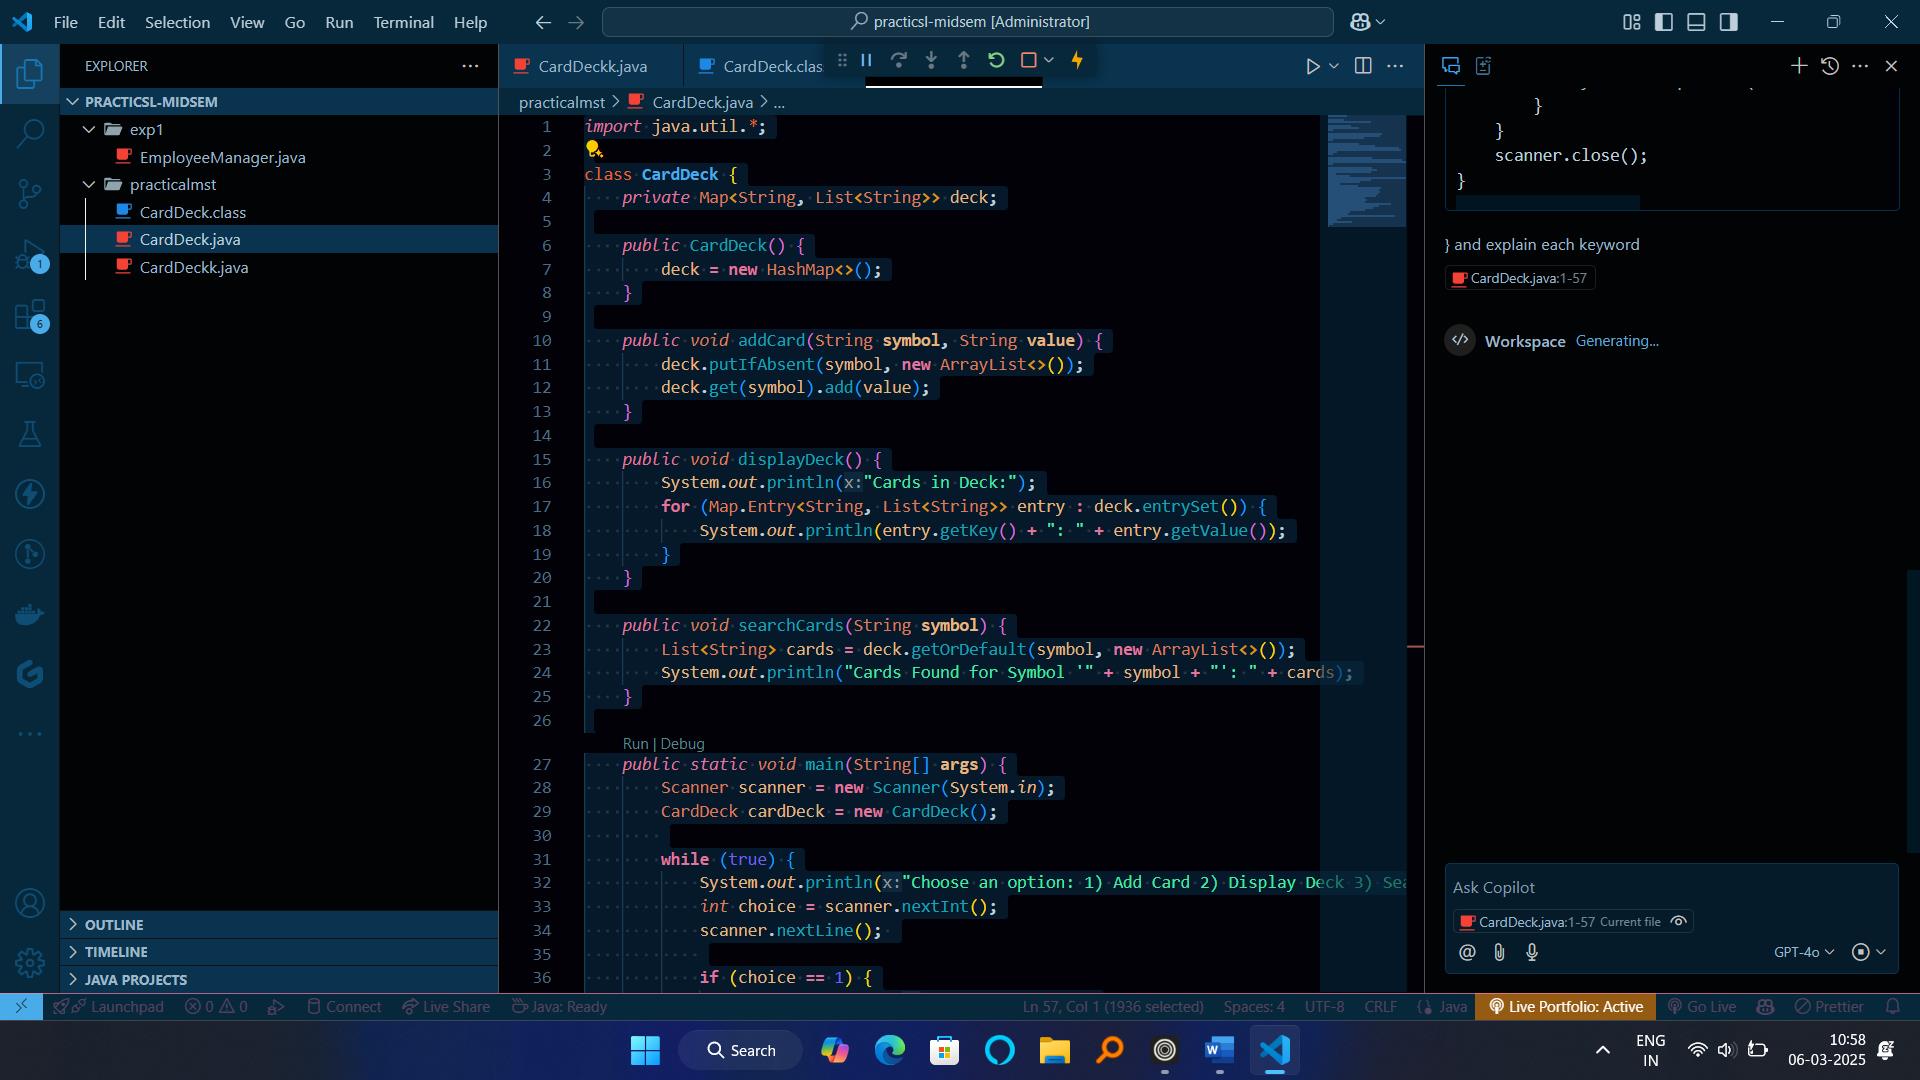 File Edit Selection View Go Run Terminal Help
practicsl-midsem [Administrator]
EXPLORER
PRACTICSL-MIDSEM
exp1
EmployeeManager.java
practicalmst
CardDeck.class
CardDeck.java
CardDeckk.java
OUTLINE
TIMELINE
JAVA PROJECTS
1
6
CardDeckk.java
CardDeck.clas
practicalmst > CardDeck.java > ...
1 import java.util.*;
2
3 class CardDeck {
4 private Map<String, List<String>> deck;
5
6 public CardDeck() {
7 deck = new HashMap<>();
8 }
9
10 public void addCard(String symbol, String value) {
11 deck.putIfAbsent(symbol, new ArrayList<>());
12 deck.get(symbol).add(value);
13 }
14
15 public void displayDeck() {
16 System.out.println(x:"Cards in Deck:");
17 for (Map.Entry<String, List<String>> entry : deck.entrySet()) {
18 System.out.println(entry.getKey() + ": " + entry.getValue());
19 }
20 }
21
22 public void searchCards(String symbol) {
23 List<String> cards = deck.getOrDefault(symbol, new ArrayList<>());
24 System.out.println("Cards Found for Symbol '" + symbol + "': " + cards);
25 }
26
Run | Debug
27 public static void main(String[] args) {
28 Scanner scanner = new Scanner(System.in);
29 CardDeck cardDeck = new CardDeck();
30
31 while (true) {
32 System.out.println(x:"Choose an option: 1) Add Card 2) Display Deck 3) Sea
33 int choice = scanner.nextInt();
34 scanner.nextLine();
35
36 if (choice == 1) {
}
}
scanner.close();
}
} and explain each keyword
CardDeck.java:1-57
Workspace Generating...
Ask Copilot
CardDeck.java:1-57 Current file
GPT-4o
Launchpad 0 0 Connect Live Share Java: Ready
Ln 57, Col 1 (1936 selected) Spaces: 4 UTF-8 CRLF {} Java Live Portfolio: Active Go Live Prettier
Search
ENG
IN
10:58
06-03-2025